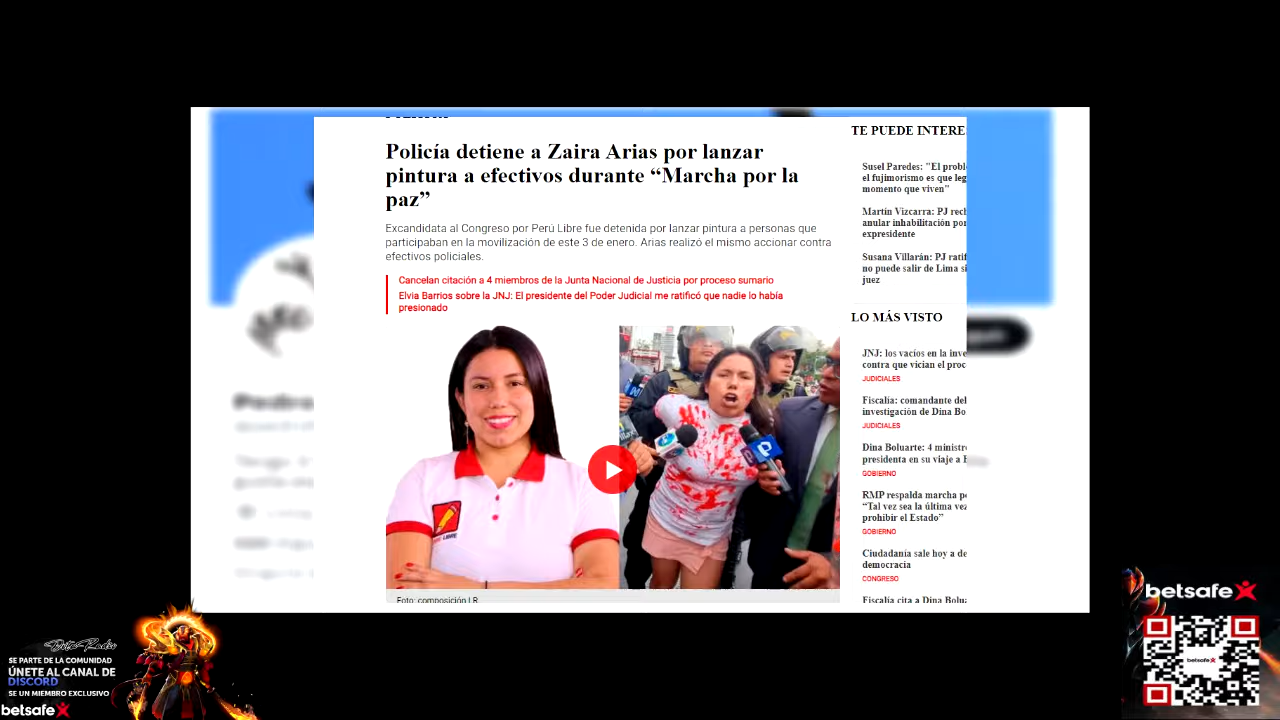 Policía detiene a Zaira Arias por lanzar
pintura a efectivos durante “Marcha por la
paz”
Excandidata al Congreso por Perú Libre fue detenida por lanzar pintura a personas que
participaban en la movilización de este 3 de enero. Arias realizó el mismo accionar contra
efectivos policiales.
Cancelan citación a 4 miembros de la Junta Nacional de Justicia por proceso sumario
Elvia Barrios sobre la JNJ: El presidente del Poder Judicial me ratificó que nadie lo había
presionado
LIBRE
Foto: composición LR
TE PUEDE INTERE
Susel Paredes: "El probl
el fujimorismo es que leg
momento que viven"
Martín Vizcarra: PJ rech
anular inhabilitación po
expresidente
Susana Villarán: PJ ratif
no puede salir de Lima si
juez
LO MÁS VISTO
JNJ: los vacíos en la inve
contra que vician el proc
JUDICIALES
Fiscalía: comandante del
investigación de Dina Bo
JUDICIALES
Dina Boluarte: 4 ministr
presidenta en su viaje a
GOBIERNO
RMP respalda marcha p
“Tal vez sea la última vez
prohibir el Estado”
GOBIERNO
Ciudadanía sale hoy a de
democracia
CONGRESO
Fiscalía cita a Dina Bolua
SE PARTE DE LA COMUNIDAD
ÚNETE AL CANAL DE
DISCORD
SE UN MIEMBRO EXCLUSIVO
betsafe
betsafe
betsafe